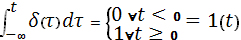 ∫_{-∞}^{t} δ(τ) dτ = {0 ∀t < 0
1∀t ≥ 0 = 1(t)